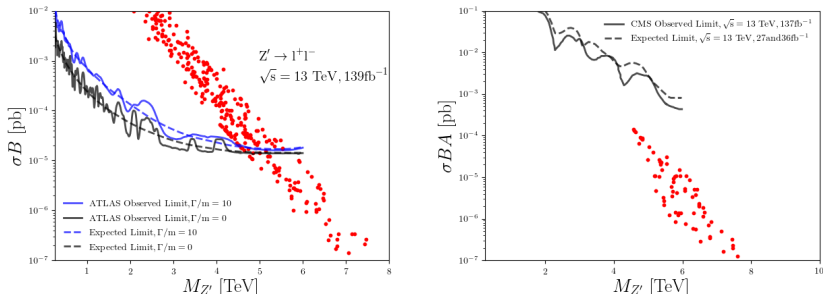 10⁻²
10⁻³
10⁻⁴
10⁻⁵
10⁻⁶
10⁻⁷
σB [pb]
Z′ → l⁺l⁻
√s = 13 TeV, 139fb⁻¹
ATLAS Observed Limit, Γ/m = 10
ATLAS Observed Limit, Γ/m = 0
Expected Limit, Γ/m = 10
Expected Limit, Γ/m = 0
1 2 3 4 5 6 7 8
M_Z′ [TeV]
10⁻¹
10⁻²
10⁻³
10⁻⁴
10⁻⁵
10⁻⁶
10⁻⁷
σBA [pb]
CMS Observed Limit, √s = 13 TeV, 137fb⁻¹
Expected Limit, √s = 13 TeV, 27and36fb⁻¹
2 4 6 8 10
M_Z′ [TeV]